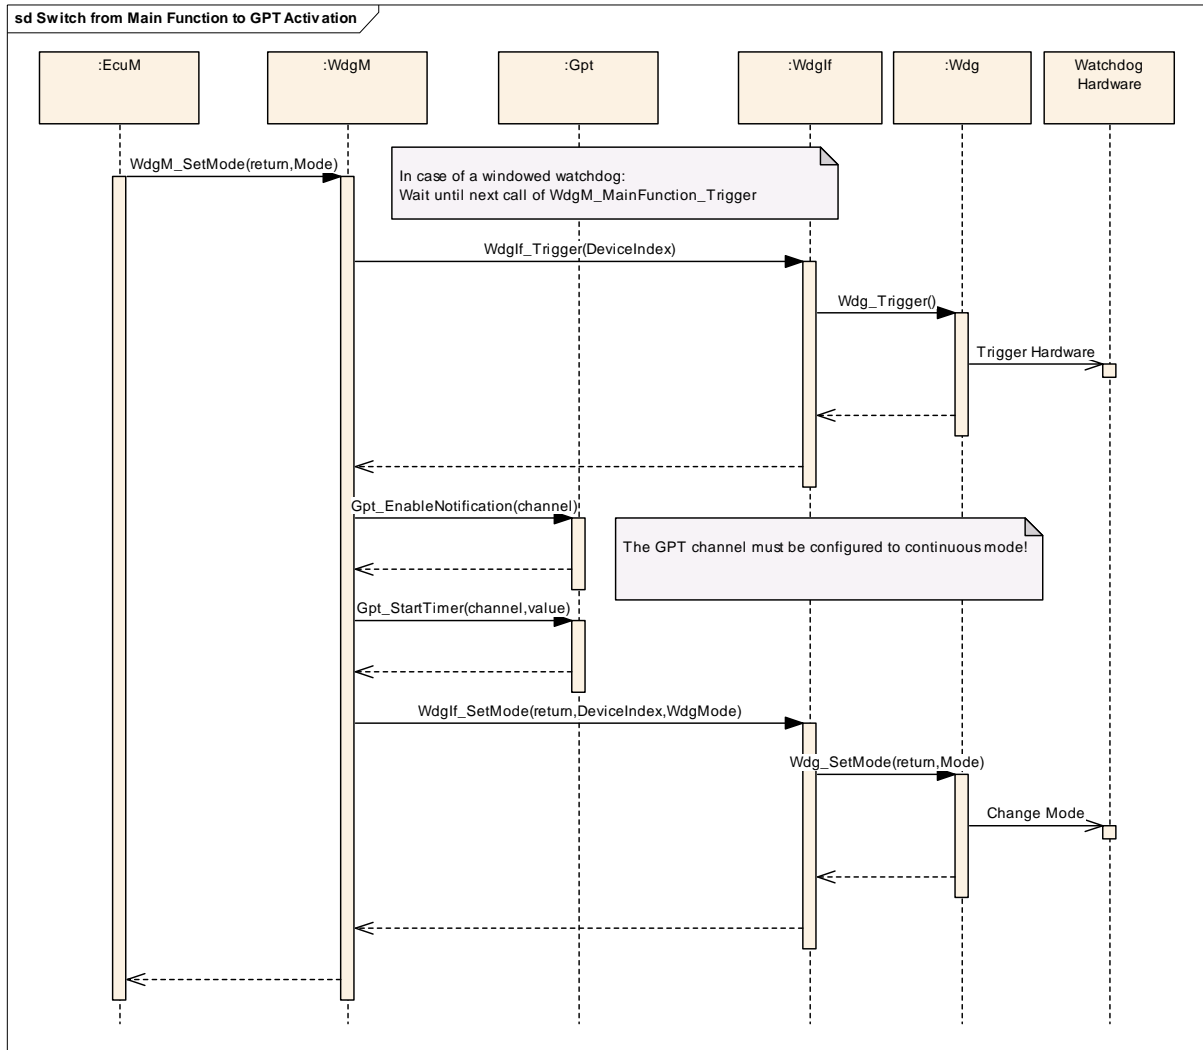 sd Switch from Main Function to GPT Activation
:EcuM
:WdgM
:Gpt
:WdgIf
:Wdg
Watchdog
Hardware
WdgM_SetMode(return,Mode)
In case of a windowed watchdog:
Wait until next call of WdgM_MainFunction_Trigger
WdgIf_Trigger(DeviceIndex)
Wdg_Trigger()
Trigger Hardware
Gpt_EnableNotification(channel)
The GPT channel must be configured to continuous mode!
Gpt_StartTimer(channel,value)
WdgIf_SetMode(return,DeviceIndex,WdgMode)
Wdg_SetMode(return,Mode)
Change Mode